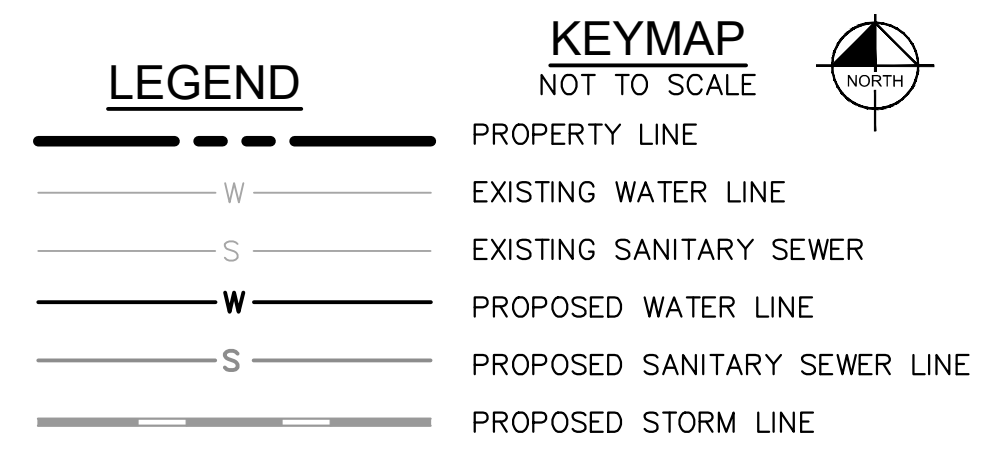 KEYMAP
NOT TO SCALE
NORTH
LEGEND
PROPERTY LINE
W EXISTING WATER LINE
S EXISTING SANITARY SEWER
W PROPOSED WATER LINE
S PROPOSED SANITARY SEWER LINE
PROPOSED STORM LINE